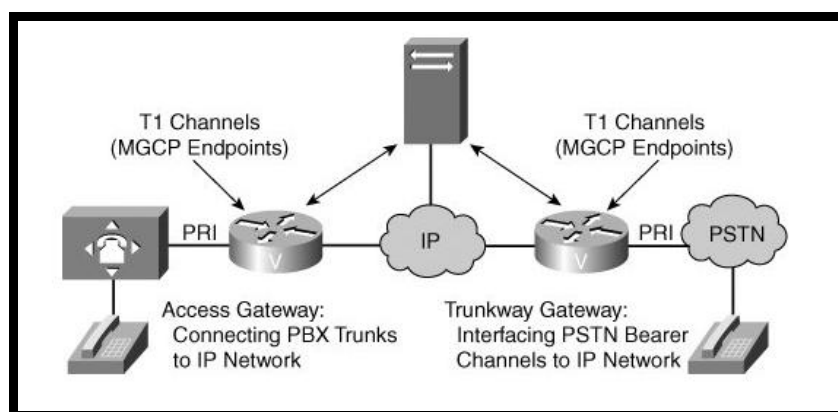 T1 Channels
(MGCP Endpoints)
T1 Channels
(MGCP Endpoints)
PRI
V
IP
V
PRI
PSTN
Access Gateway:
Connecting PBX Trunks
to IP Network
Trunkway Gateway:
Interfacing PSTN Bearer
Channels to IP Network